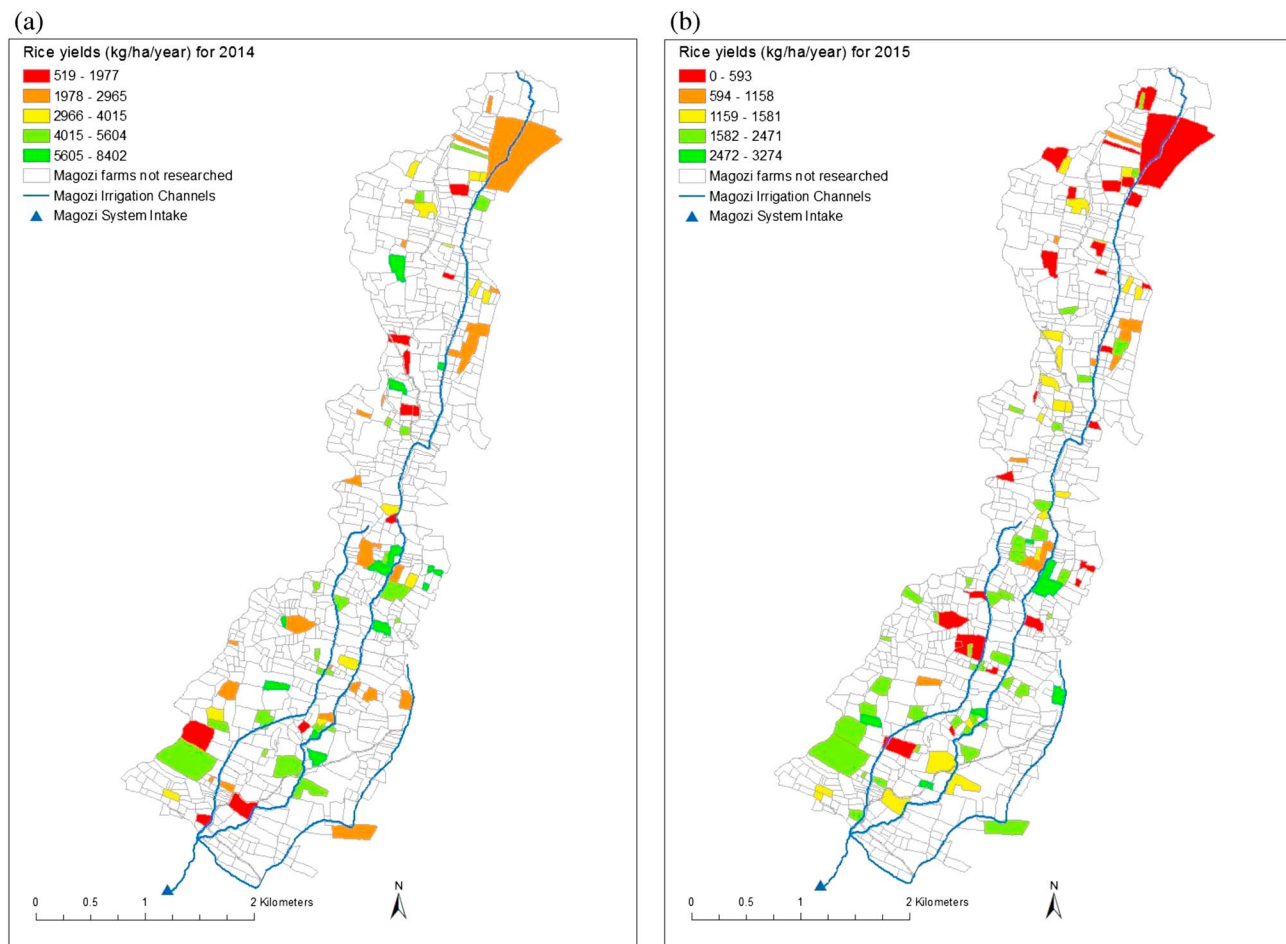 (a)
Rice yields (kg/ha/year) for 2014
519 - 1977
1978 - 2965
2966 - 4015
4015 - 5604
5605 - 8402
Magozi farms not researched
Magozi Irrigation Channels
Magozi System Intake
0 0.5 1 2 Kilometers
N
(b)
Rice yields (kg/ha/year) for 2015
0 - 593
594 - 1158
1159 - 1581
1582 - 2471
2472 - 3274
Magozi farms not researched
Magozi Irrigation Channels
Magozi System Intake
0 0.5 1 2 Kilometers
N